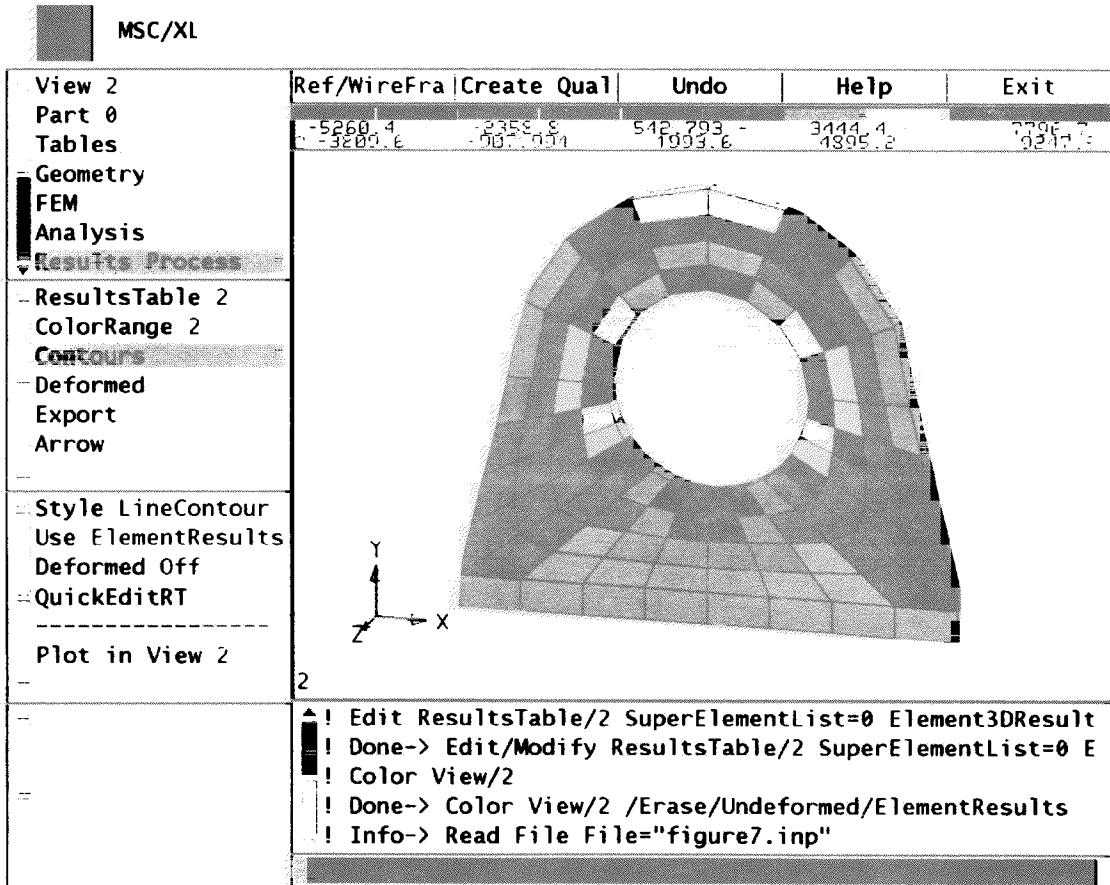 MSC/XL
View 2
Part 0
Tables
Geometry
FEM
Analysis
Results Process
ResultsTable 2
ColorRange 2
Contours
Deformed
Export
Arrow
Style LineContour
Use ElementResults
Deformed Off
QuickEditRT
Plot in View 2
Ref/WireFra Create Qual Undo Help Exit
-5260.4 -2358.8 542.793 3444.4
-3809.6 1993.6 4895.2
Y
X
Z
2
! Edit ResultsTable/2 SuperElementList=0 Element3DResult
! Done-> Edit/Modify ResultsTable/2 SuperElementList=0 E
! Color View/2
! Done-> Color View/2 /Erase/Undeformed/ElementResults
! Info-> Read File File="figure7.inp"